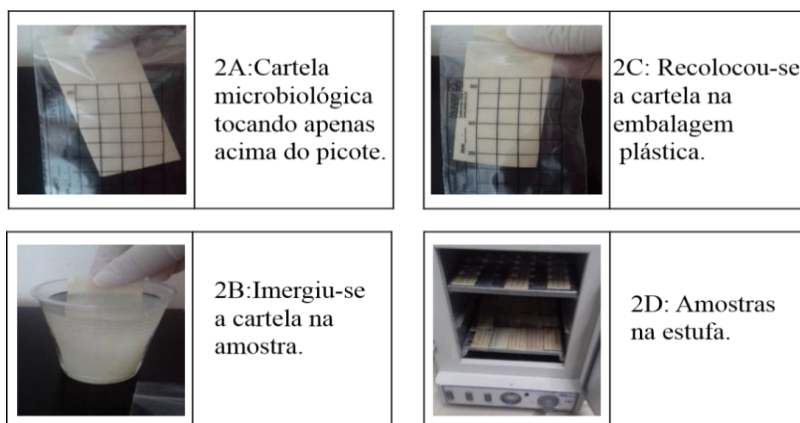 2A:Cartela
microbiológica
tocando apenas
acima do picote.
2B:Imergiu-se
a cartela na
amostra.
2C: Recolocou-se
a cartela na
embalagem
plástica.
2D: Amostras
na estufa.